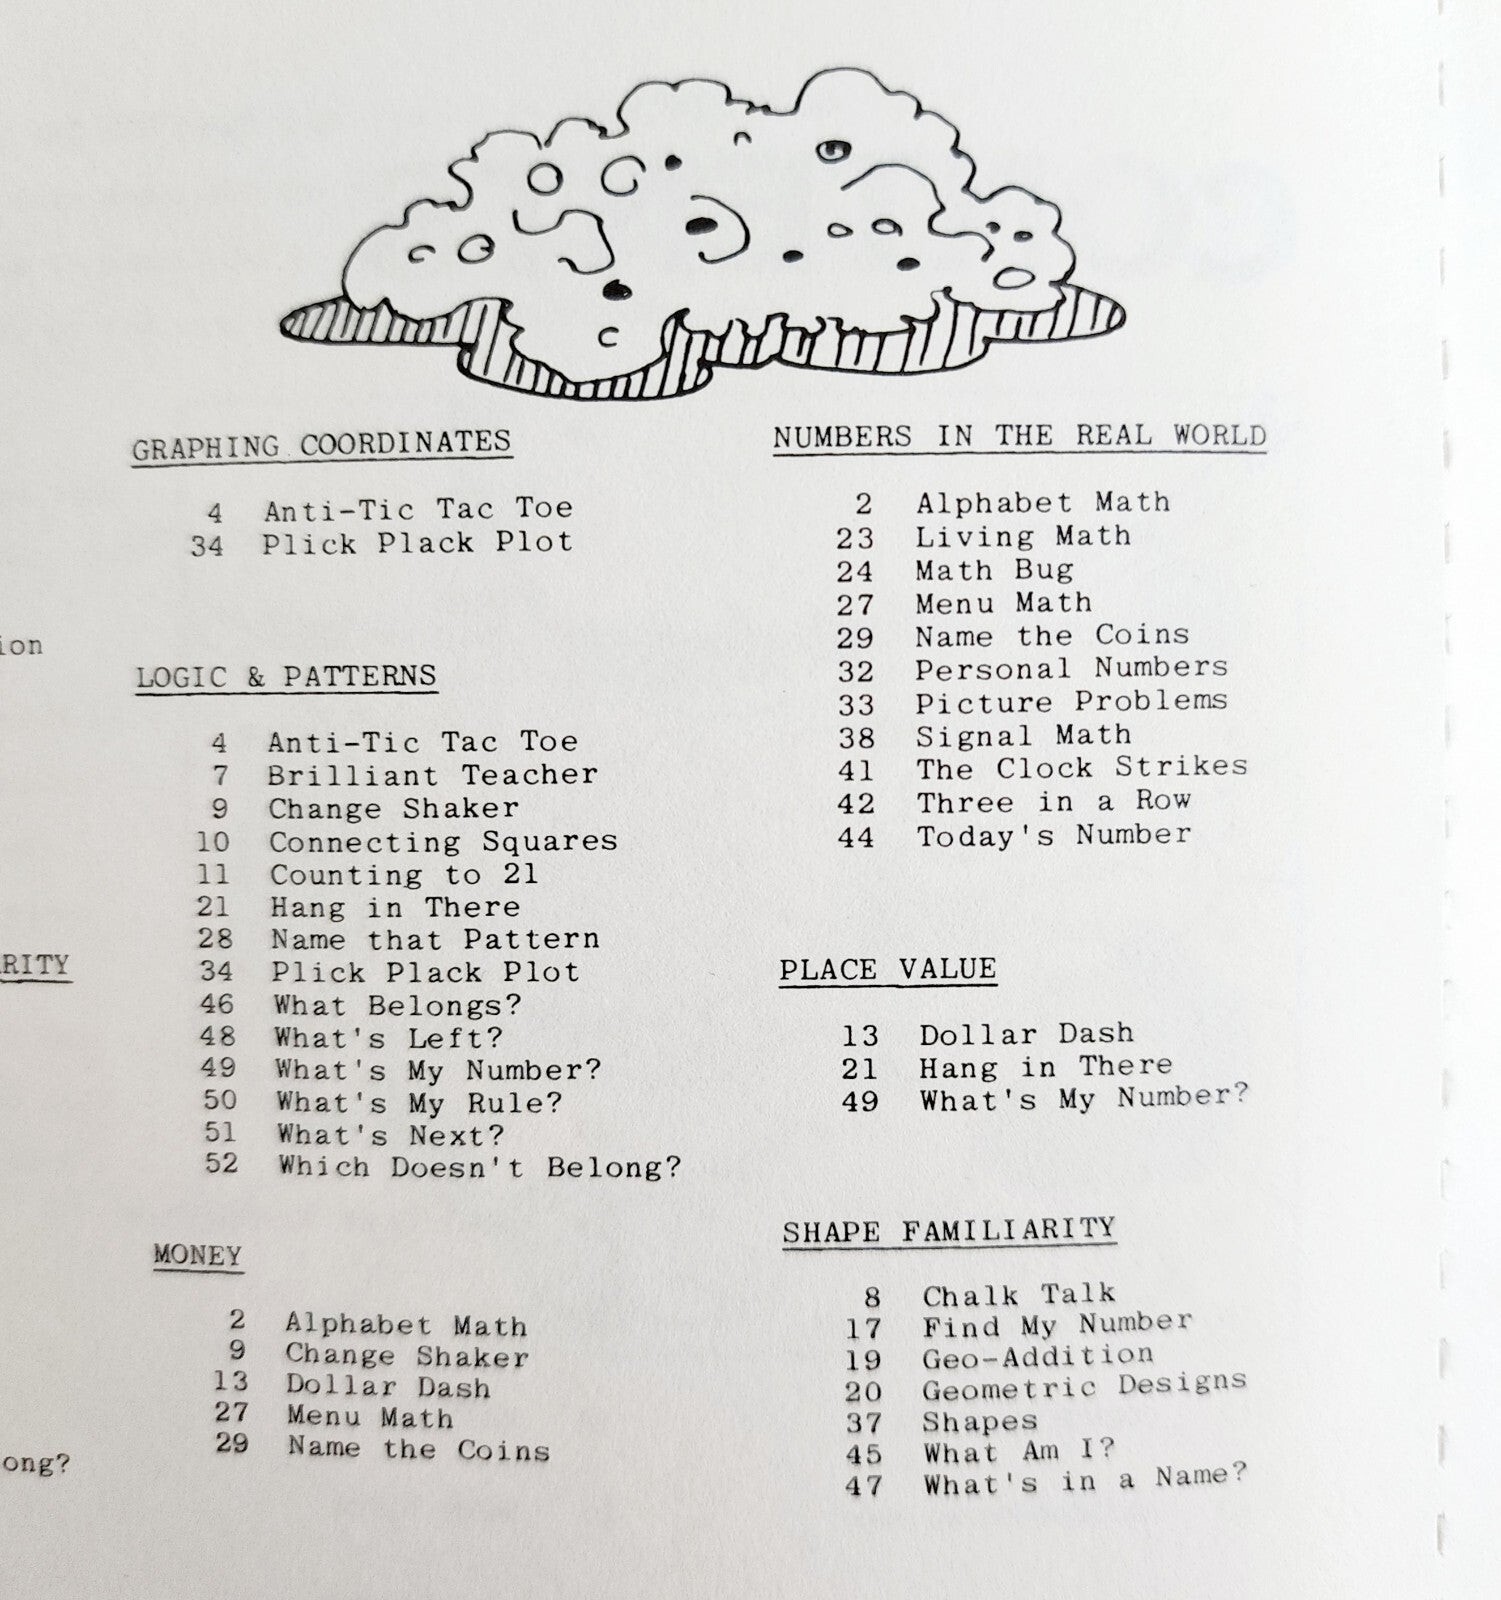 ion
RITY
ong?
GRAPHING COORDINATES
4 Anti-Tic Tac Toe
34 Plick Plack Plot
LOGIC & PATTERNS
4 Anti-Tic Tac Toe
7 Brilliant Teacher
9 Change Shaker
10 Connecting Squares
11 Counting to 21
21 Hang in There
28 Name that Pattern
34 Plick Plack Plot
46 What Belongs?
48 What's Left?
49 What's My Number?
50 What's My Rule?
51 What's Next?
52 Which Doesn't Belong?
MONEY
2 Alphabet Math
9 Change Shaker
13 Dollar Dash
27 Menu Math
29 Name the Coins
NUMBERS IN THE REAL WORLD
2 Alphabet Math
23 Living Math
24 Math Bug
27 Menu Math
29 Name the Coins
32 Personal Numbers
33 Picture Problems
38 Signal Math
41 The Clock Strikes
42 Three in a Row
44 Today's Number
PLACE VALUE
13 Dollar Dash
21 Hang in There
49 What's My Number?
SHAPE FAMILIARITY
8 Chalk Talk
17 Find My Number
19 Geo-Addition
20 Geometric Designs
37 Shapes
45 What Am I?
47 What's in a Name?